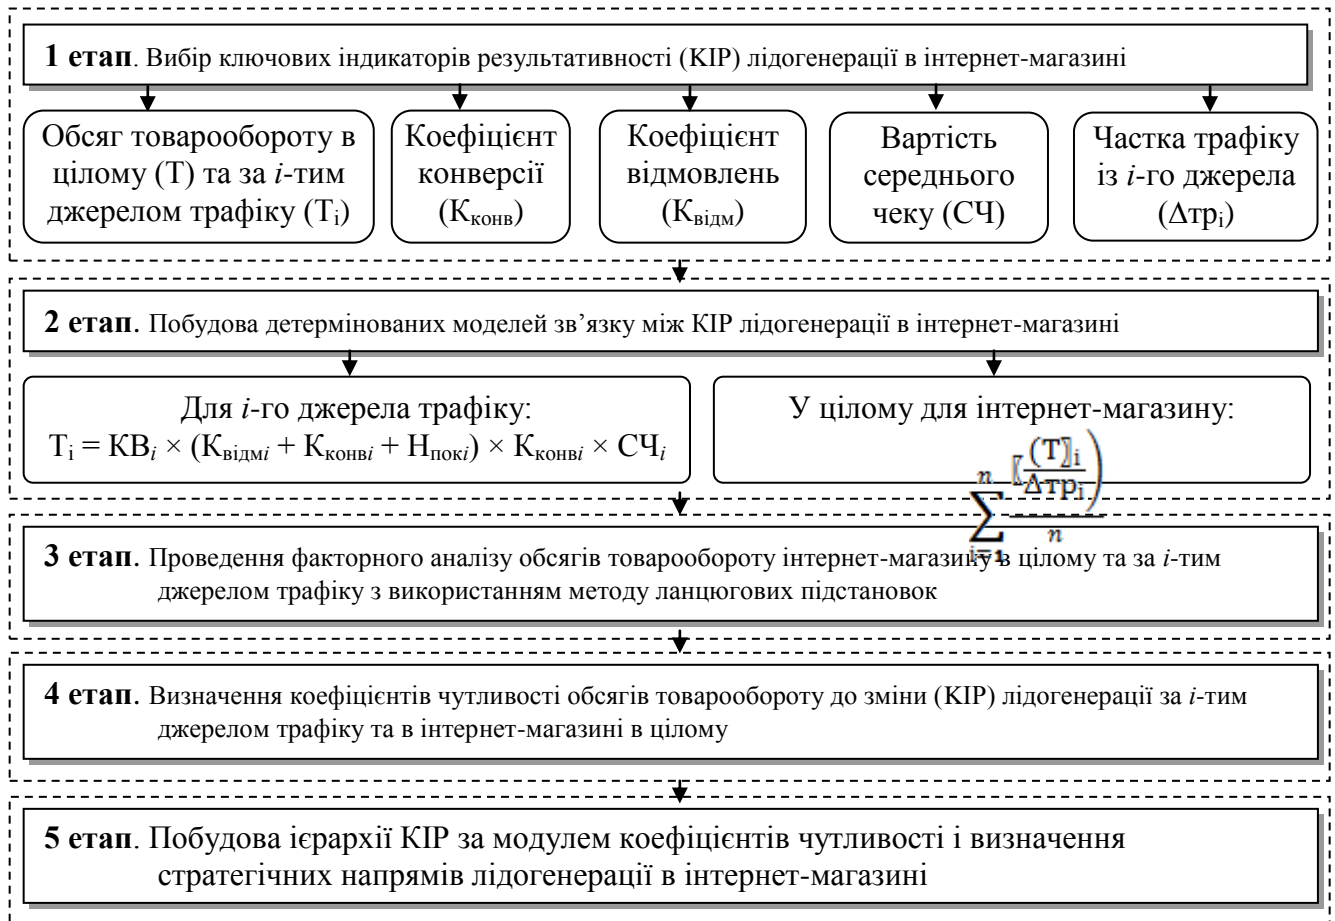 1 етап. Вибір ключових індикаторів результативності (КІР) лідогенерації в інтернет-магазині
Обсяг товарообороту в
цілому (Т) та за i-тим
джерелом трафіку (Тi)
Коефіцієнт
конверсії
(Кконв)
Коефіцієнт
відмовлень
(Квідм)
Вартість
середнього
чеку (СЧ)
Частка трафіку
із i-го джерела
(Δтрi)
2 етап. Побудова детермінованих моделей зв’язку між КІР лідогенерації в інтернет-магазині
Для i-го джерела трафіку:
Тi = КВi × (Квідмi + Кконвi + Нпокi) × Кконвi × СЧi
У цілому для інтернет-магазину:
n ∑ i=1 〖(Т〗i / Δтрi) / n
3 етап. Проведення факторного аналізу обсягів товарообороту інтернет-магазину в цілому та за i-тим
джерелом трафіку з використанням методу ланцюгових підстановок
4 етап. Визначення коефіцієнтів чутливості обсягів товарообороту до зміни (КІР) лідогенерації за i-тим
джерелом трафіку та в інтернет-магазині в цілому
5 етап. Побудова ієрархії КІР за модулем коефіцієнтів чутливості і визначення
стратегічних напрямів лідогенерації в інтернет-магазині